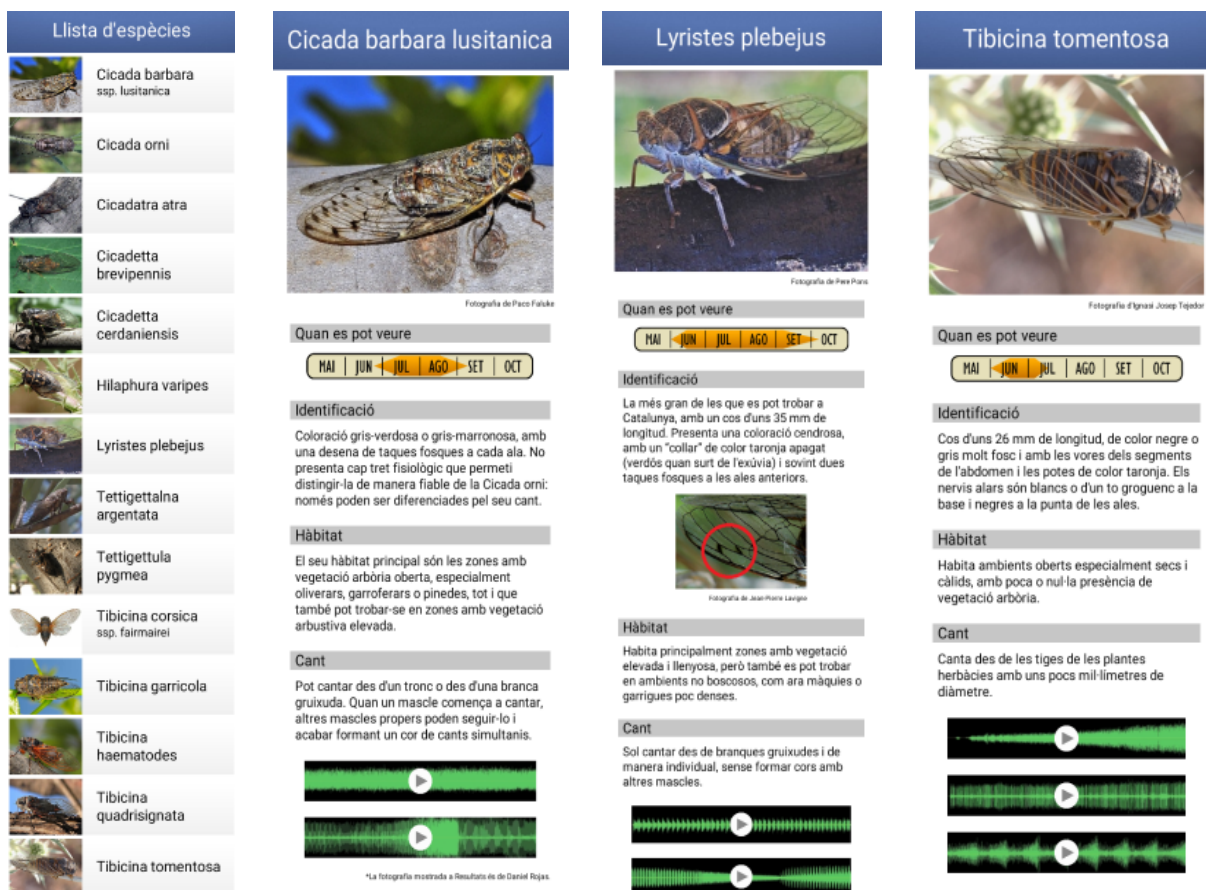 Llista d'espècies
Cicada barbara
ssp. lusitanica
Cicada orni
Cicadatra atra
Cicadetta
brevipennis
Cicadetta
cerdaniensis
Hilaphura varipes
Lyristes plebejus
Tettigettalna
argentata
Tettigettula
pygmea
Tibicina corsica
ssp. fairmairei
Tibicina garricola
Tibicina
haematodes
Tibicina
quadrisignata
Tibicina tomentosa
Cicada barbara lusitanica
Fotografia de Paco Faluke
Quan es pot veure
MAI JUN JUL AGO SET OCT
Identificació
Coloració gris-verdosa o gris-marronosa, amb
una desena de taques fosques a cada ala. No
presenta cap tret fisiològic que permeti
distingir-la de manera fiable de la Cicada orni:
només poden ser diferenciades pel seu cant.
Hàbitat
El seu hàbitat principal són les zones amb
vegetació arbòria oberta, especialment
oliverars, garroferars o pinedes, tot i que
també pot trobar-se en zones amb vegetació
arbustiva elevada.
Cant
Pot cantar des d'un tronc o des d'una branca
gruixuda. Quan un mascle comença a cantar,
altres mascles propers poden seguir-lo i
acabar formant un cor de cants simultanis.
*La fotografia mostrada a Resultats és de Daniel Rojas.
Lyristes plebejus
Fotografia de Pere Pons
Quan es pot veure
MAI JUN JUL AGO SET OCT
Identificació
La més gran de les que es pot trobar a
Catalunya, amb un cos d'uns 35 mm de
longitud. Presenta una coloració cendrosa,
amb un "collar" de color taronja apagat
(verdós quan surt de l'exúvia) i sovint dues
taques fosques a les ales anteriors.
Fotografia de Jean-Pierre Lavigne
Hàbitat
Habita principalment zones amb vegetació
elevada i llenyosa, però també es pot trobar
en ambients no boscosos, com ara màquies o
garrigues poc denses.
Cant
Sol cantar des de branques gruixudes i de
manera individual, sense formar cors amb
altres mascles.
Tibicina tomentosa
Fotografia d'Ignasi Josep Tejedor
Quan es pot veure
MAI JUN JUL AGO SET OCT
Identificació
Cos d'uns 26 mm de longitud, de color negre o
gris molt fosc i amb les vores dels segments
de l'abdomen i les potes de color taronja. Els
nervis alars són blancs o d'un to groguenc a la
base i negres a la punta de les ales.
Hàbitat
Habita ambients oberts especialment secs i
càlids, amb poca o nul·la presència de
vegetació arbòria.
Cant
Canta des de les tiges de les plantes
herbàcies amb uns pocs mil·límetres de
diàmetre.